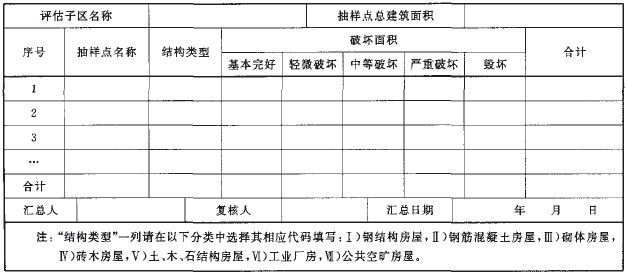 评估子区名称 抽样点总建筑面积
序号 抽样点名称 结构类型 破坏面积 合计
基本完好 轻微破坏 中等破坏 严重破坏 毁坏
1
2
3
…
合计
汇总人 复核人 汇总日期 年 月 日
注:“结构类型”一列请在以下分类中选择其相应代码填写:Ⅰ)钢结构房屋,Ⅱ)钢筋混凝土房屋,Ⅲ)砌体房屋,
Ⅳ)砖木房屋,Ⅴ)土、木、石结构房屋,Ⅵ)工业厂房,Ⅶ)公共空旷房屋。